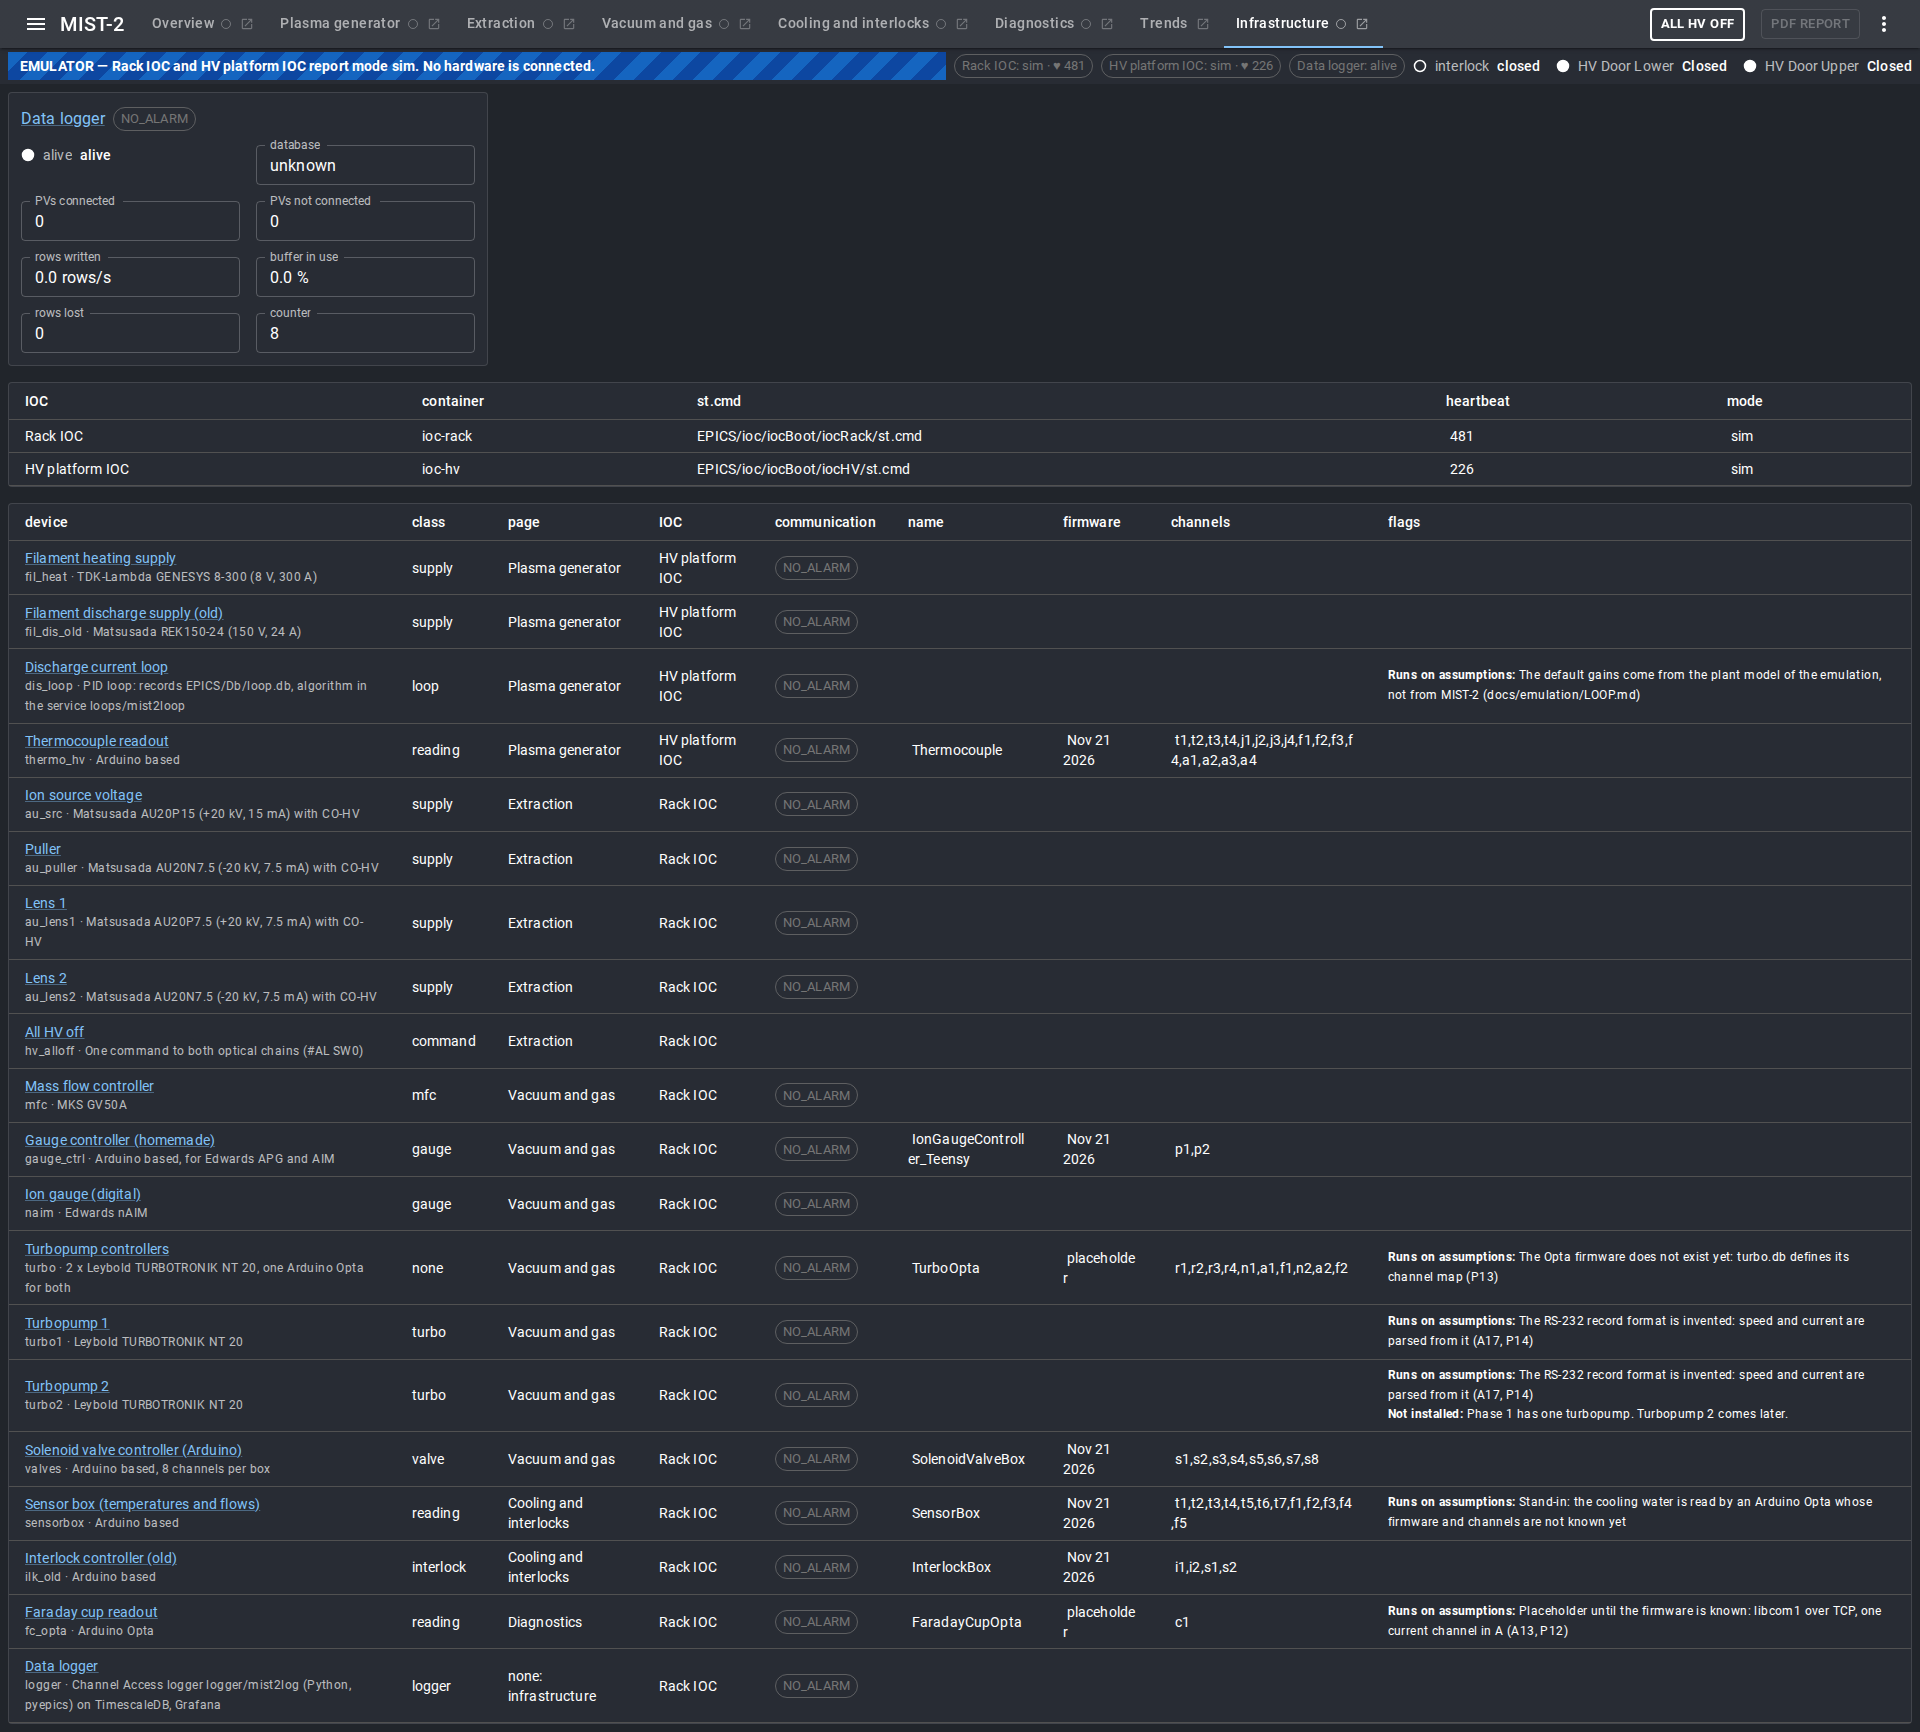 MIST-2 Overview Plasma generator Extraction Vacuum and gas Cooling and interlocks Diagnostics Trends Infrastructure ALL HV OFF PDF REPORT
EMULATOR — Rack IOC and HV platform IOC report mode sim. No hardware is connected. Rack IOC: sim · ♥ 481 HV platform IOC: sim · ♥ 226 Data logger: alive interlock closed HV Door Lower Closed HV Door Upper Closed
Data logger NO_ALARM
alive alive
database
unknown
PVs connected
0
PVs not connected
0
rows written
0.0 rows/s
buffer in use
0.0 %
rows lost
0
counter
8
IOC container st.cmd heartbeat mode
Rack IOC ioc-rack EPICS/ioc/iocBoot/iocRack/st.cmd 481 sim
HV platform IOC ioc-hv EPICS/ioc/iocBoot/iocHV/st.cmd 226 sim
device class page IOC communication name firmware channels flags
Filament heating supply
fil_heat · TDK-Lambda GENESYS 8-300 (8 V, 300 A)
supply Plasma generator
HV platform
IOC
NO_ALARM
Filament discharge supply (old)
fil_dis_old · Matsusada REK150-24 (150 V, 24 A)
supply Plasma generator
HV platform
IOC
NO_ALARM
Discharge current loop
dis_loop · PID loop: records EPICS/Db/loop.db, algorithm in
the service loops/mist2loop
loop Plasma generator
HV platform
IOC
NO_ALARM
Runs on assumptions: The default gains come from the plant model of the emulation,
not from MIST-2 (docs/emulation/LOOP.md)
Thermocouple readout
thermo_hv · Arduino based
reading Plasma generator
HV platform
IOC
NO_ALARM Thermocouple
Nov 21
2026
t1,t2,t3,t4,j1,j2,j3,j4,f1,f2,f3,f
4,a1,a2,a3,a4
Ion source voltage
au_src · Matsusada AU20P15 (+20 kV, 15 mA) with CO-HV
supply Extraction Rack IOC NO_ALARM
Puller
au_puller · Matsusada AU20N7.5 (-20 kV, 7.5 mA) with CO-HV
supply Extraction Rack IOC NO_ALARM
Lens 1
au_lens1 · Matsusada AU20P7.5 (+20 kV, 7.5 mA) with CO-
HV
supply Extraction Rack IOC NO_ALARM
Lens 2
au_lens2 · Matsusada AU20N7.5 (-20 kV, 7.5 mA) with CO-HV
supply Extraction Rack IOC NO_ALARM
All HV off
hv_alloff · One command to both optical chains (#AL SW0)
command Extraction Rack IOC
Mass flow controller
mfc · MKS GV50A
mfc Vacuum and gas Rack IOC NO_ALARM
Gauge controller (homemade)
gauge_ctrl · Arduino based, for Edwards APG and AIM
gauge Vacuum and gas Rack IOC NO_ALARM
IonGaugeControll
er_Teensy
Nov 21
2026
p1,p2
Ion gauge (digital)
naim · Edwards nAIM
gauge Vacuum and gas Rack IOC NO_ALARM
Turbopump controllers
turbo · 2 x Leybold TURBOTRONIK NT 20, one Arduino Opta
for both
none Vacuum and gas Rack IOC NO_ALARM TurboOpta
placeholde
r
r1,r2,r3,r4,n1,a1,f1,n2,a2,f2
Runs on assumptions: The Opta firmware does not exist yet: turbo.db defines its
channel map (P13)
Turbopump 1
turbo1 · Leybold TURBOTRONIK NT 20
turbo Vacuum and gas Rack IOC NO_ALARM
Runs on assumptions: The RS-232 record format is invented: speed and current are
parsed from it (A17, P14)
Turbopump 2
turbo2 · Leybold TURBOTRONIK NT 20
turbo Vacuum and gas Rack IOC NO_ALARM
Runs on assumptions: The RS-232 record format is invented: speed and current are
parsed from it (A17, P14)
Not installed: Phase 1 has one turbopump. Turbopump 2 comes later.
Solenoid valve controller (Arduino)
valves · Arduino based, 8 channels per box
valve Vacuum and gas Rack IOC NO_ALARM SolenoidValveBox
Nov 21
2026
s1,s2,s3,s4,s5,s6,s7,s8
Sensor box (temperatures and flows)
sensorbox · Arduino based
reading
Cooling and
interlocks
Rack IOC NO_ALARM SensorBox
Nov 21
2026
t1,t2,t3,t4,t5,t6,t7,f1,f2,f3,f4
,f5
Runs on assumptions: Stand-in: the cooling water is read by an Arduino Opta whose
firmware and channels are not known yet
Interlock controller (old)
ilk_old · Arduino based
interlock
Cooling and
interlocks
Rack IOC NO_ALARM InterlockBox
Nov 21
2026
i1,i2,s1,s2
Faraday cup readout
fc_opta · Arduino Opta
reading Diagnostics Rack IOC NO_ALARM FaradayCupOpta
placeholde
r
c1
Runs on assumptions: Placeholder until the firmware is known: libcom1 over TCP, one
current channel in A (A13, P12)
Data logger
logger · Channel Access logger logger/mist2log (Python,
pyepics) on TimescaleDB, Grafana
logger
none:
infrastructure
Rack IOC NO_ALARM